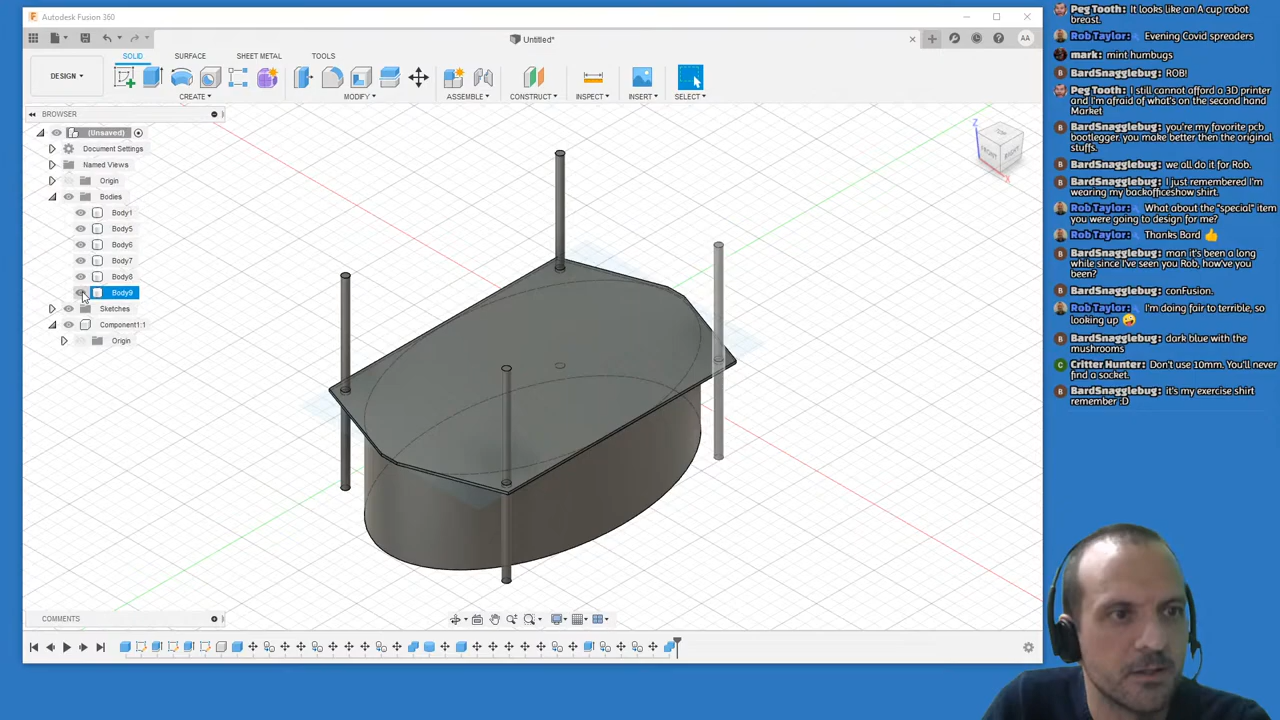 Autodesk Fusion 360
Untitled*
AA
SOLID
SURFACE
SHEET METAL
TOOLS
DESIGN
CREATE
MODIFY
ASSEMBLE
CONSTRUCT
INSPECT
INSERT
SELECT
BROWSER
(Unsaved)
Document Settings
Named Views
Origin
Bodies
Body1
Body5
Body6
Body7
Body8
Body9
Sketches
Component1:1
Origin
Z
TOP
FRONT
RIGHT
X
COMMENTS
Peg Tooth: It looks like an A cup robot
breast.
Rob Taylor: Evening Covid spreaders
mark: mint humbugs
BardSnagglebug: ROB!
Peg Tooth: I still cannot afford a 3D printer
and I'm afraid of what's on the second hand
Market
BardSnagglebug: you're my favorite pcb
bootlegger. you make better then the original
stuffs.
BardSnagglebug: we all do it for Rob.
BardSnagglebug: I just remembered I'm
wearing my backofficeshow shirt.
Rob Taylor: What about the "special" item
you were going to design for me?
Rob Taylor: Thanks Bard 👍
BardSnagglebug: man it's been a long
while since I've seen you Rob, how've you
been?
BardSnagglebug: conFusion.
Rob Taylor: I'm doing fair to terrible, so
looking up 🤪
BardSnagglebug: dark blue with the
mushrooms
Critter Hunter: Don't use 10mm. You'll never
find a socket.
BardSnagglebug: it's my exercise shirt
remember :D